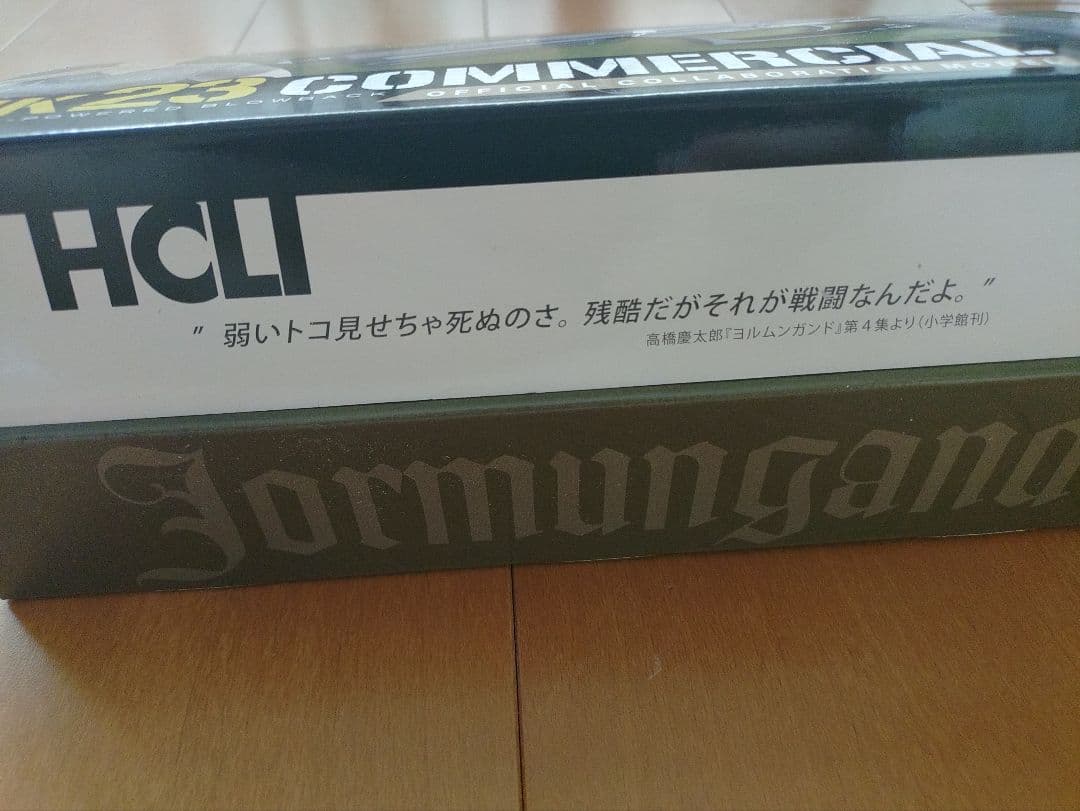 K23 COMMERCIAL
POWERED BLOWBACK OFFICIAL COLLABORATION MODEL
HCLI
" 弱いトコ見せちゃ死ぬのさ。残酷だがそれが戦闘なんだよ。"
高橋慶太郎『ヨルムンガンド』第4集より(小学館刊)
Jormungand